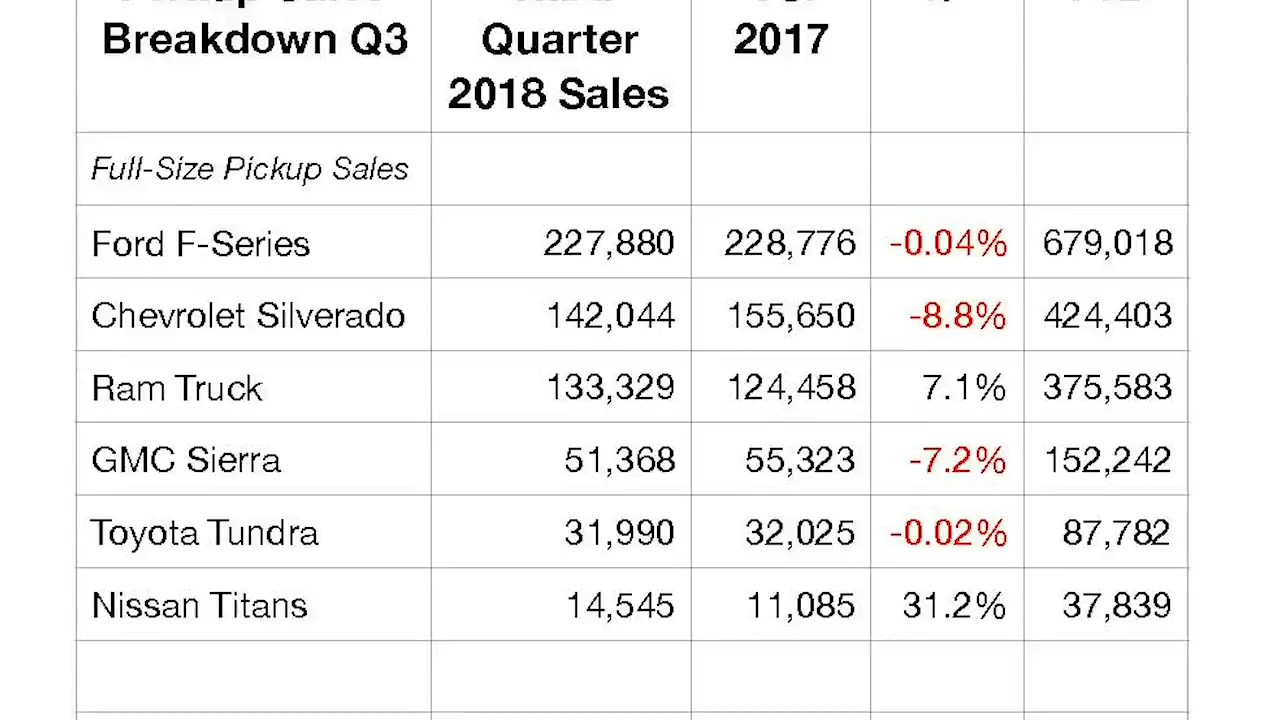 Breakdown Q3 Quarter 2017
2018 Sales
Full-Size Pickup Sales
Ford F-Series 227,880 228,776 -0.04% 679,018
Chevrolet Silverado 142,044 155,650 -8.8% 424,403
Ram Truck 133,329 124,458 7.1% 375,583
GMC Sierra 51,368 55,323 -7.2% 152,242
Toyota Tundra 31,990 32,025 -0.02% 87,782
Nissan Titans 14,545 11,085 31.2% 37,839